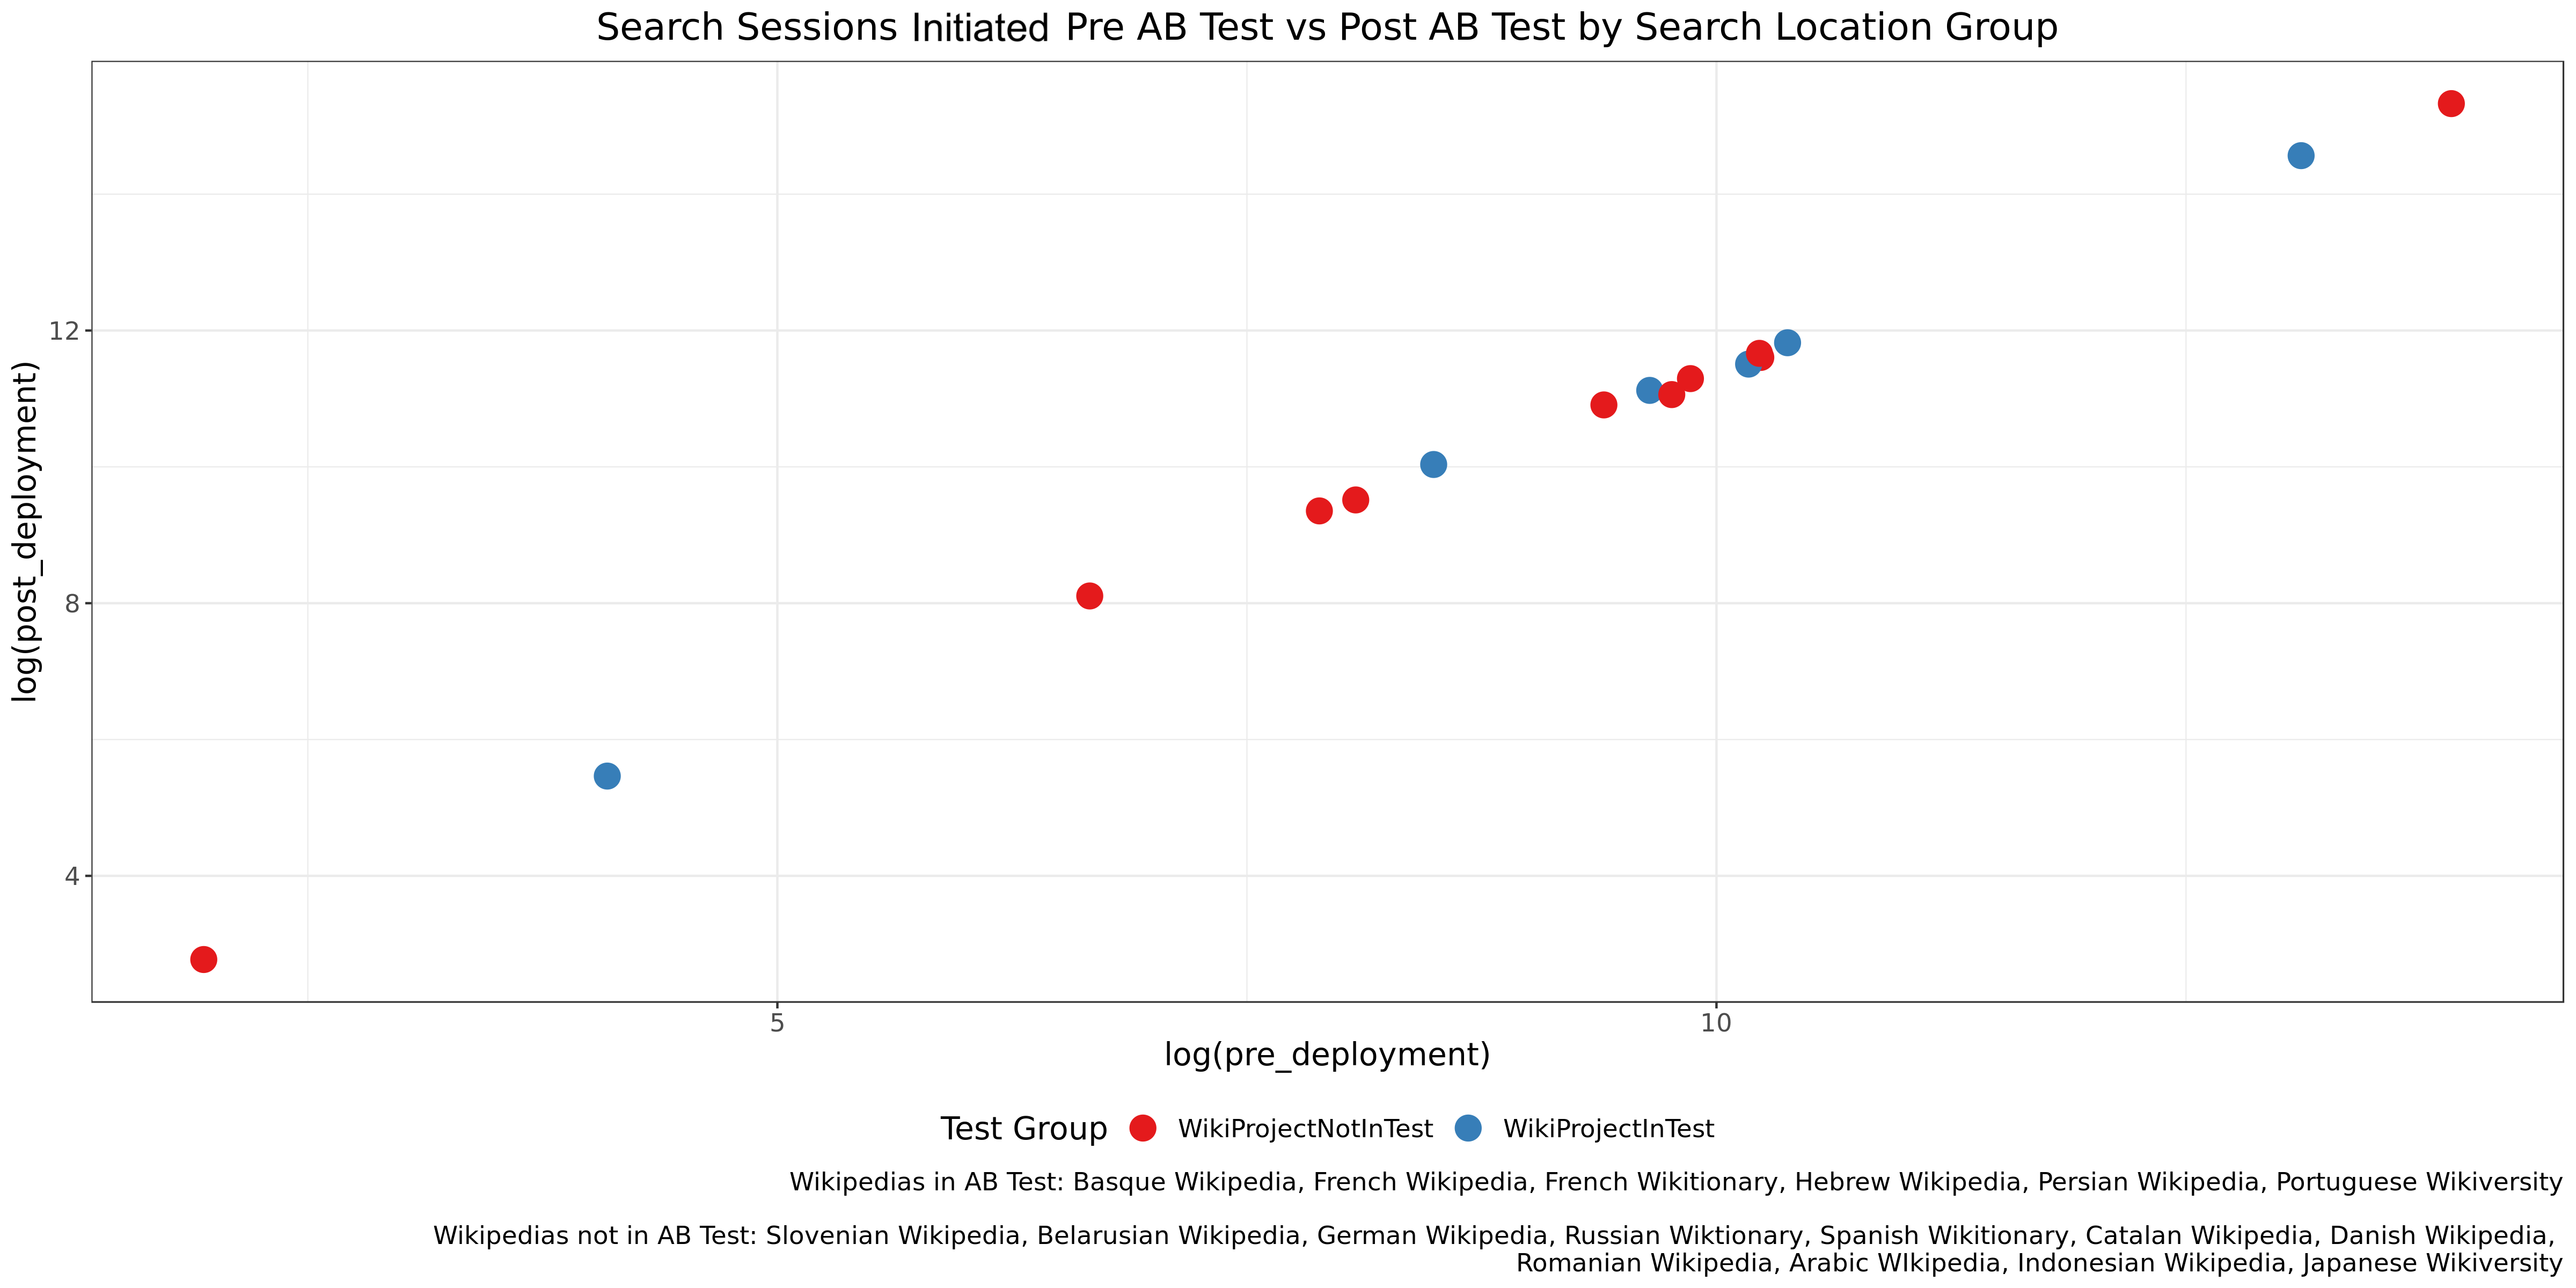 Search Sessions Initiated Pre AB Test vs Post AB Test by Search Location Group
log(post_deployment)
12
8
4
5
10
log(pre_deployment)
Test Group WikiProjectNotInTest WikiProjectInTest
Wikipedias in AB Test: Basque Wikipedia, French Wikipedia, French Wikitionary, Hebrew Wikipedia, Persian Wikipedia, Portuguese Wikiversity
Wikipedias not in AB Test: Slovenian Wikipedia, Belarusian Wikipedia, German Wikipedia, Russian Wiktionary, Spanish Wikitionary, Catalan Wikipedia, Danish Wikipedia,
Romanian Wikipedia, Arabic WIkipedia, Indonesian Wikipedia, Japanese Wikiversity